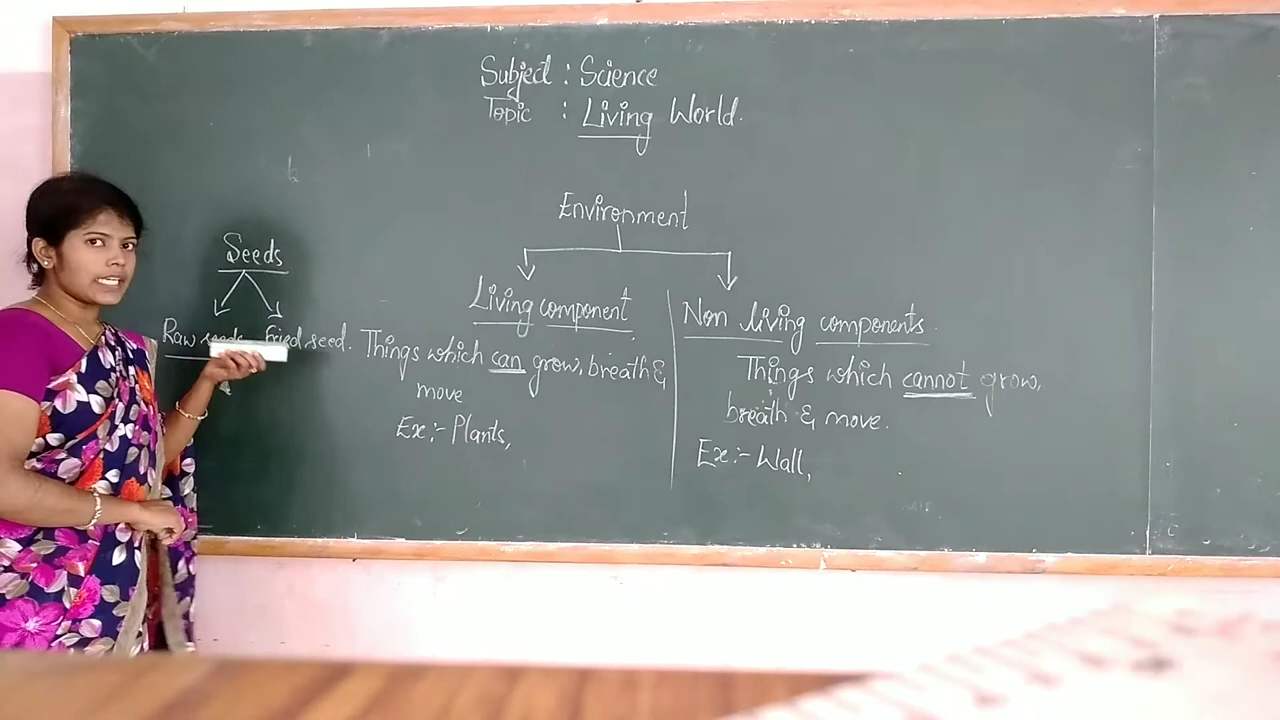 Subject : Science
Topic : Living World.
Environment
Seeds
Raw seeds Fried seed.
Living component
Things which can grow, breath &
move
Ex:- Plants,
Non living components.
Things which cannot grow,
breath & move.
Ex:- Wall,